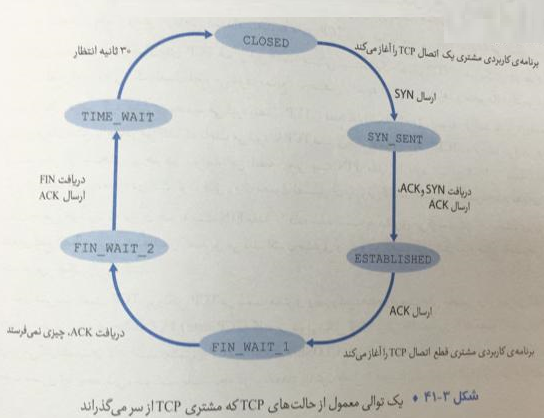 CLOSED
برنامه‌ی کاربردی مشتری یک اتصال TCP را آغاز می‌کند
۳۰ ثانیه انتظار
ارسال SYN
TIME_WAIT
SYN_SENT
دریافت FIN
ارسال ACK
دریافت SYN و ACK،
ارسال ACK
FIN_WAIT_2
ESTABLISHED
ارسال ACK
دریافت ACK، چیزی نمی‌فرستد
FIN_WAIT_1
برنامه‌ی کاربردی مشتری قطع اتصال TCP را آغاز می‌کند
شکل ۳-۴۱ ♦ یک توالی معمول از حالت‌های TCP که مشتری TCP از سر می‌گذراند